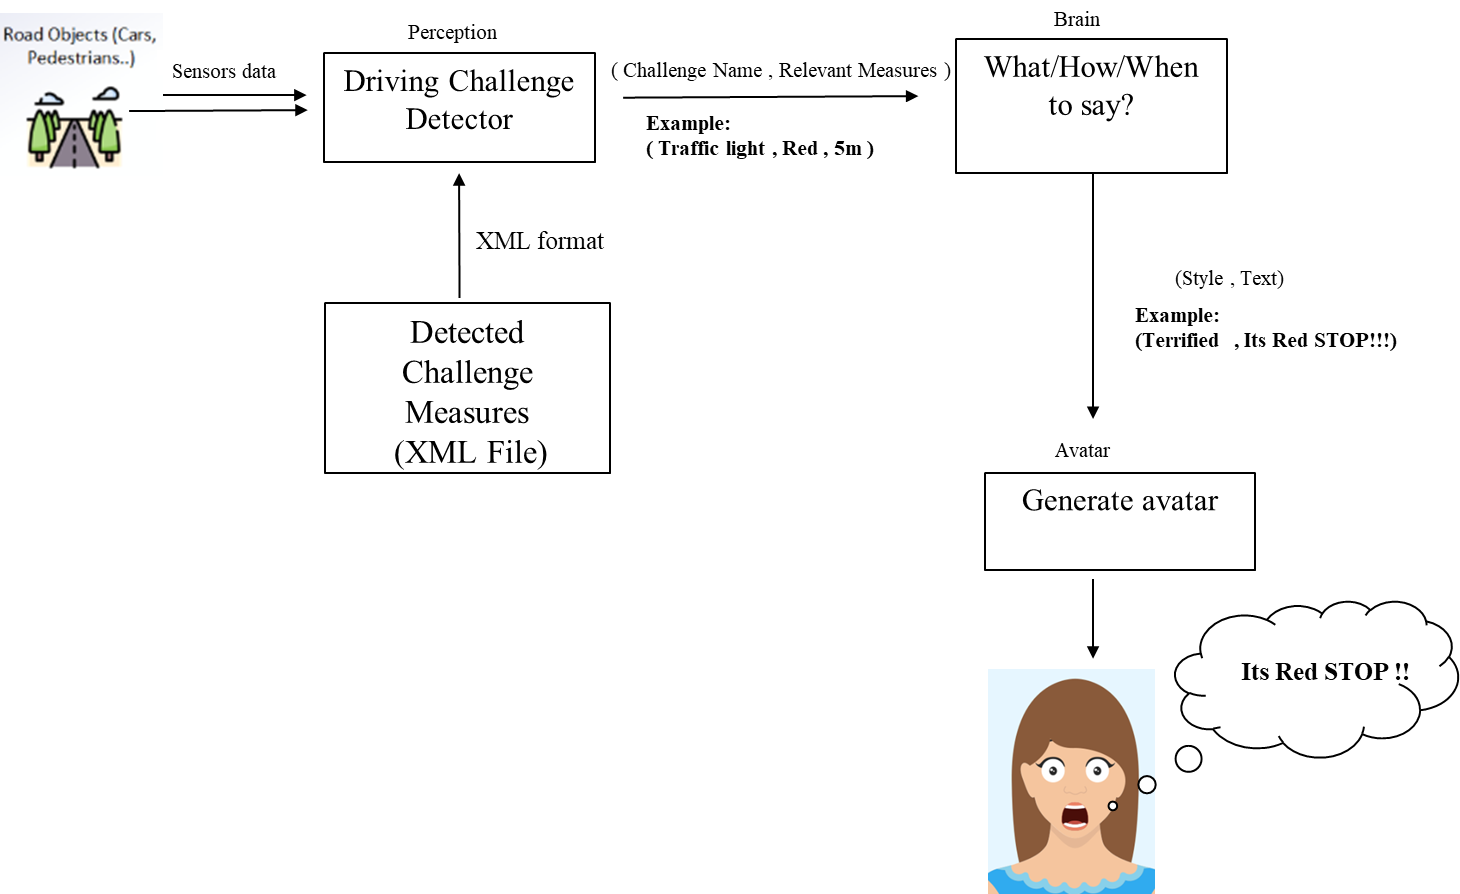 Road Objects (Cars,
Pedestrians..)
Sensors data
Perception
Driving Challenge
Detector
( Challenge Name , Relevant Measures )
Example:
( Traffic light , Red , 5m )
Brain
What/How/When
to say?
XML format
Detected
Challenge
Measures
(XML File)
(Style , Text)
Example:
(Terrified , Its Red STOP!!!)
Avatar
Generate avatar
Its Red STOP !!